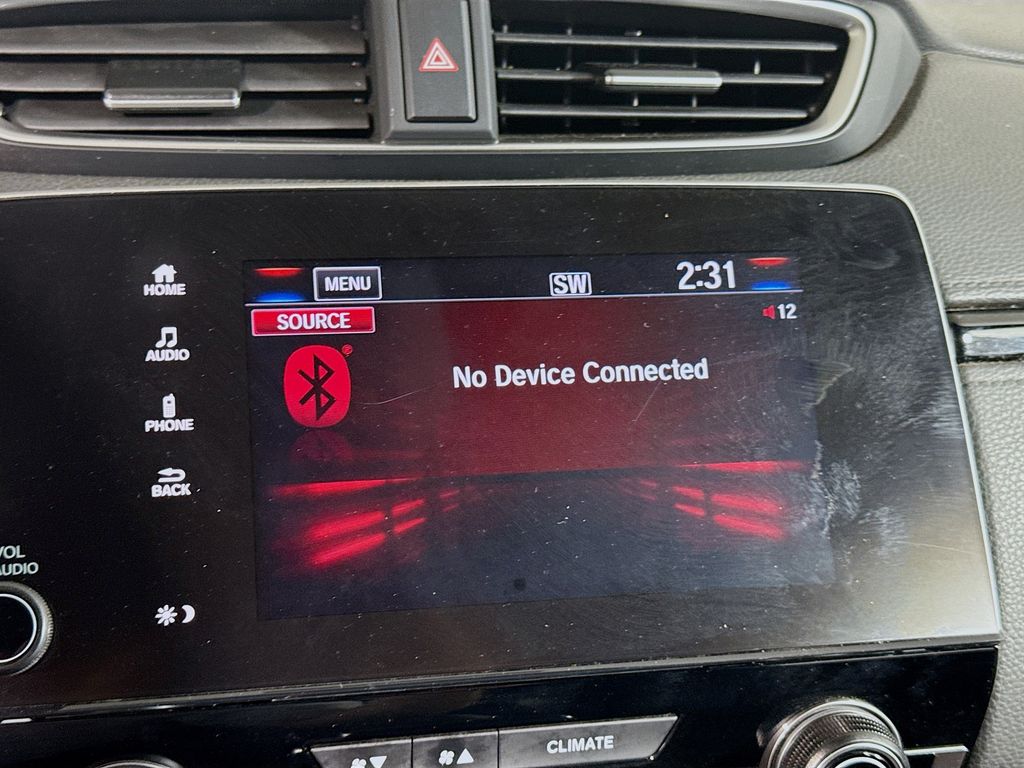 HOME
AUDIO
PHONE
BACK
VOL
AUDIO
MENU
SW
2:31
SOURCE
12
No Device Connected
CLIMATE